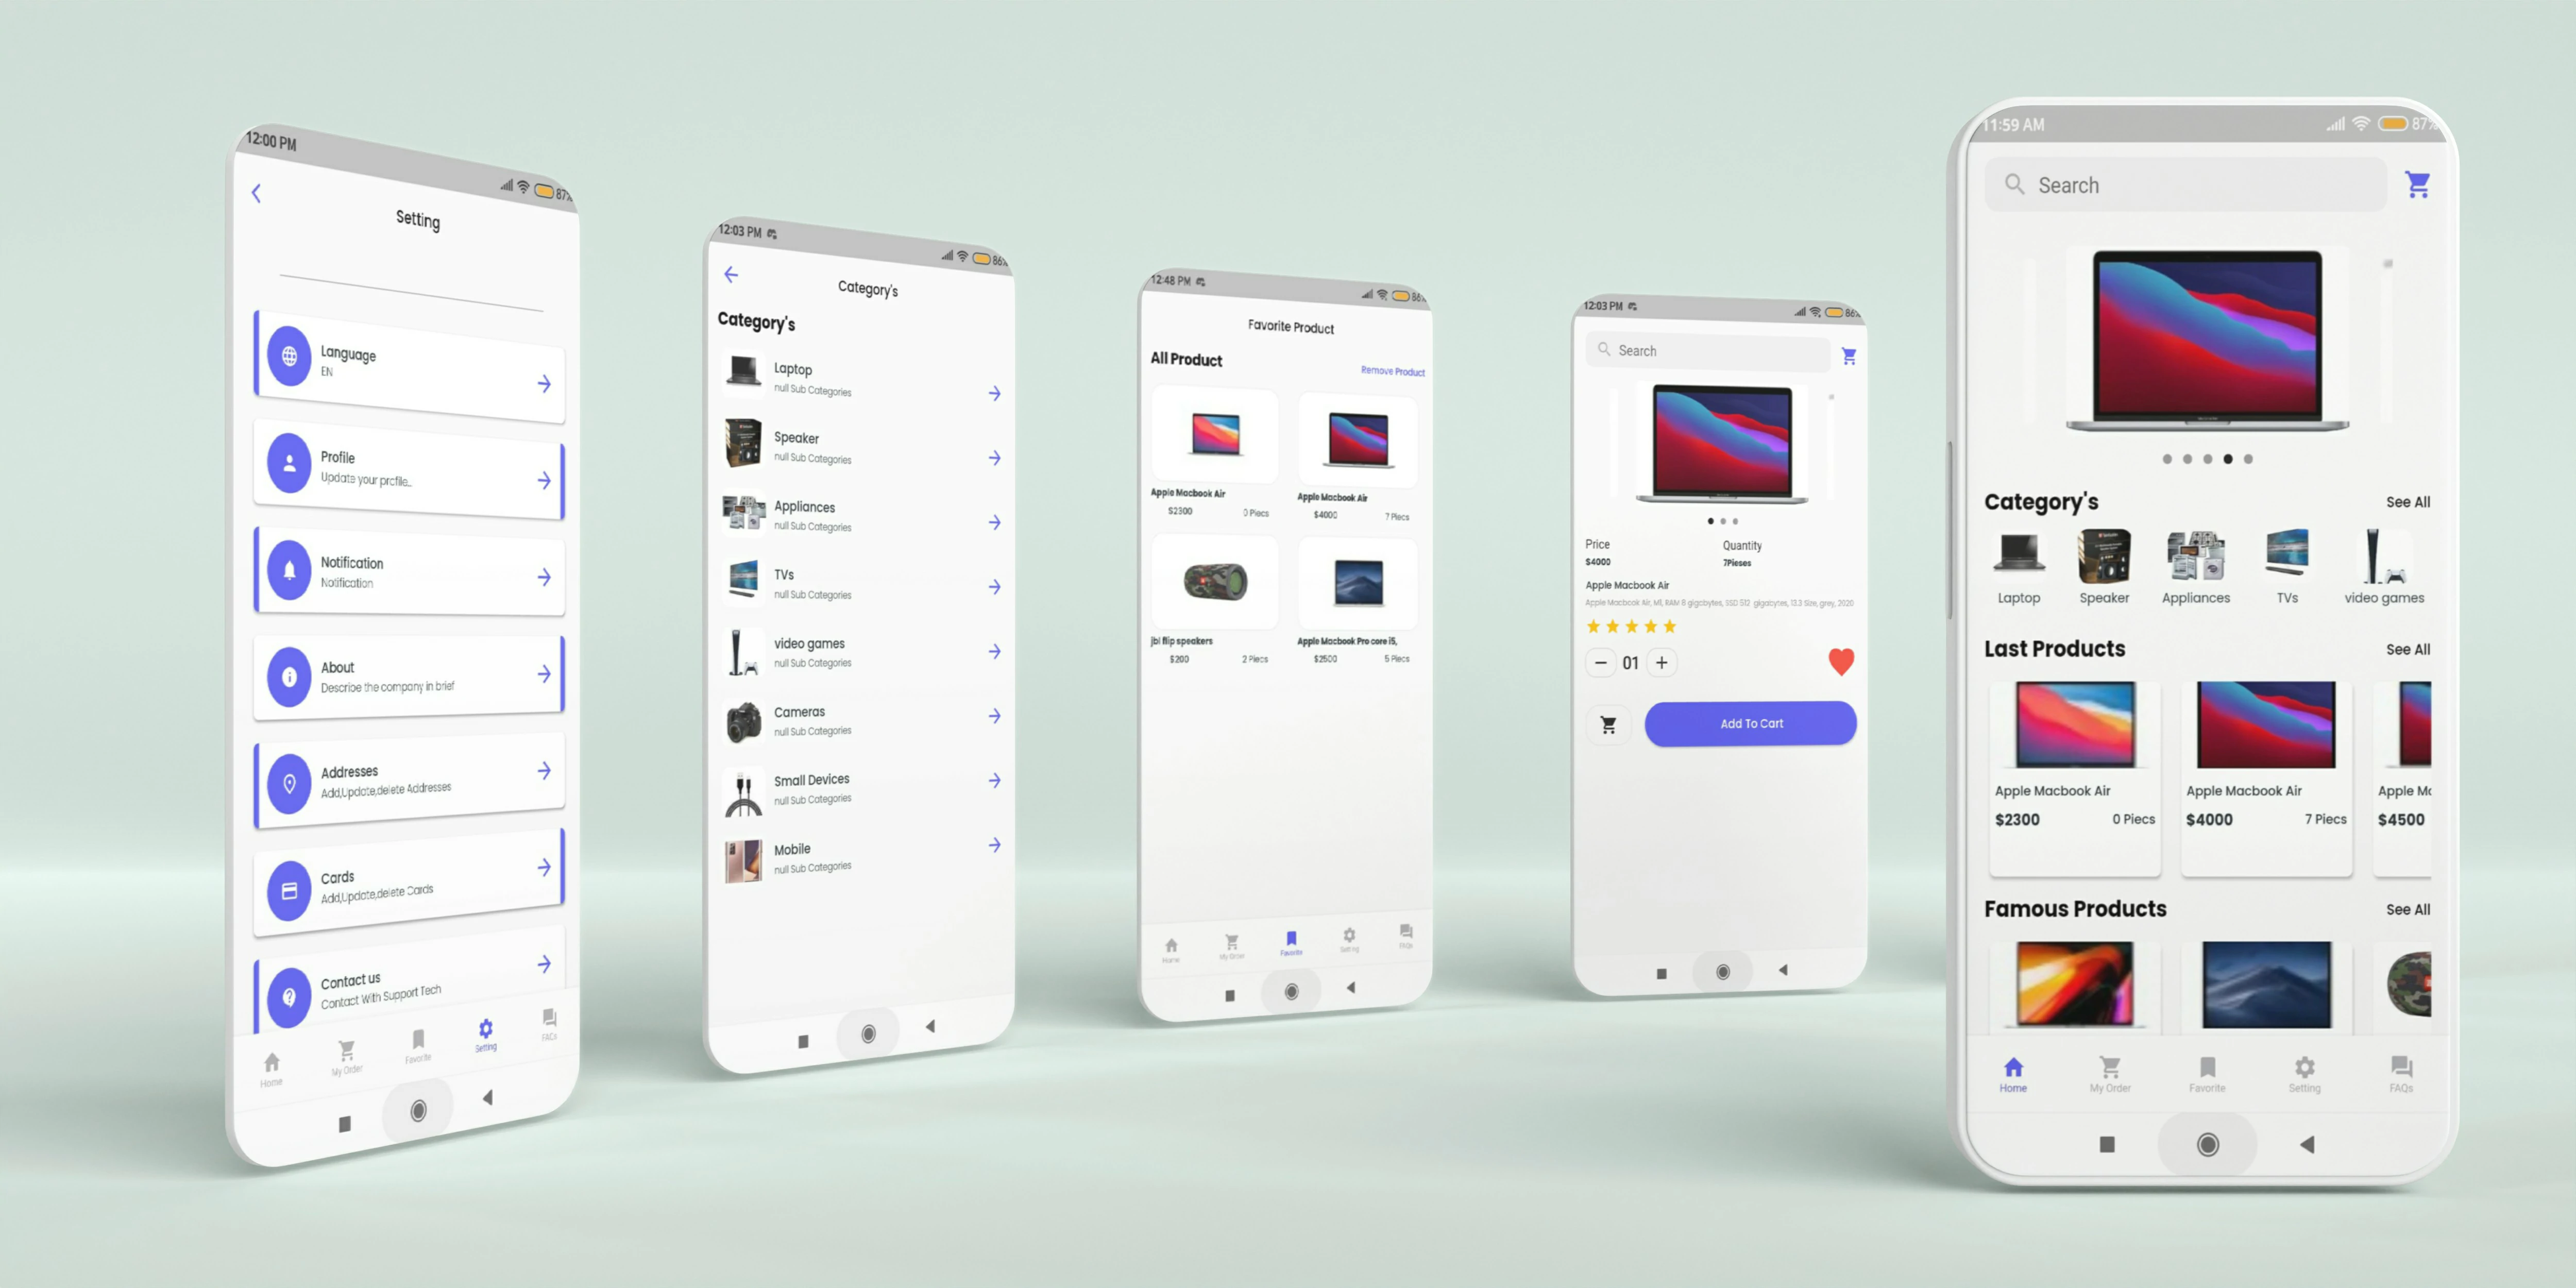 12:00 PM
87%
Setting
Language
EN
Profile
Update your profile..
Notification
Notification
About
Describe the company in brief
Addresses
Add,Update,delete Addresses
Cards
Add,Update,delete Cards
Contact us
Contact With Support Tech
Home
My Order
Favorite
Setting
FAQs
12:03 PM
86%
Category's
Category's
Laptop
null Sub Categories
Speaker
null Sub Categories
Appliances
null Sub Categories
TVs
null Sub Categories
video games
null Sub Categories
Cameras
null Sub Categories
Small Devices
null Sub Categories
Mobile
null Sub Categories
12:48 PM
86%
Favorite Product
All Product
Remove Product
Apple Macbook Air
$2300 0 Piecs
Apple Macbook Air
$4000 7 Piecs
jbl flip speakers
$200 2 Piecs
Apple Macbook Pro core i5,
$2500 5 Piecs
Home
My Order
Favorite
Setting
FAQs
12:03 PM
86%
Search
Price
$4000
Quantity
7Pieses
Apple Macbook Air
Apple Macbook Air, M1, RAM 8 gigabytes, SSD 512 gigabytes, 13.3 Size, grey, 2020
01
Add To Cart
11:59 AM
87%
Search
Category's See All
Laptop
Speaker
Appliances
TVs
video games
Last Products See All
Apple Macbook Air
$2300 0 Piecs
Apple Macbook Air
$4000 7 Piecs
Apple Mc
$4500
Famous Products See All
Home
My Order
Favorite
Setting
FAQs